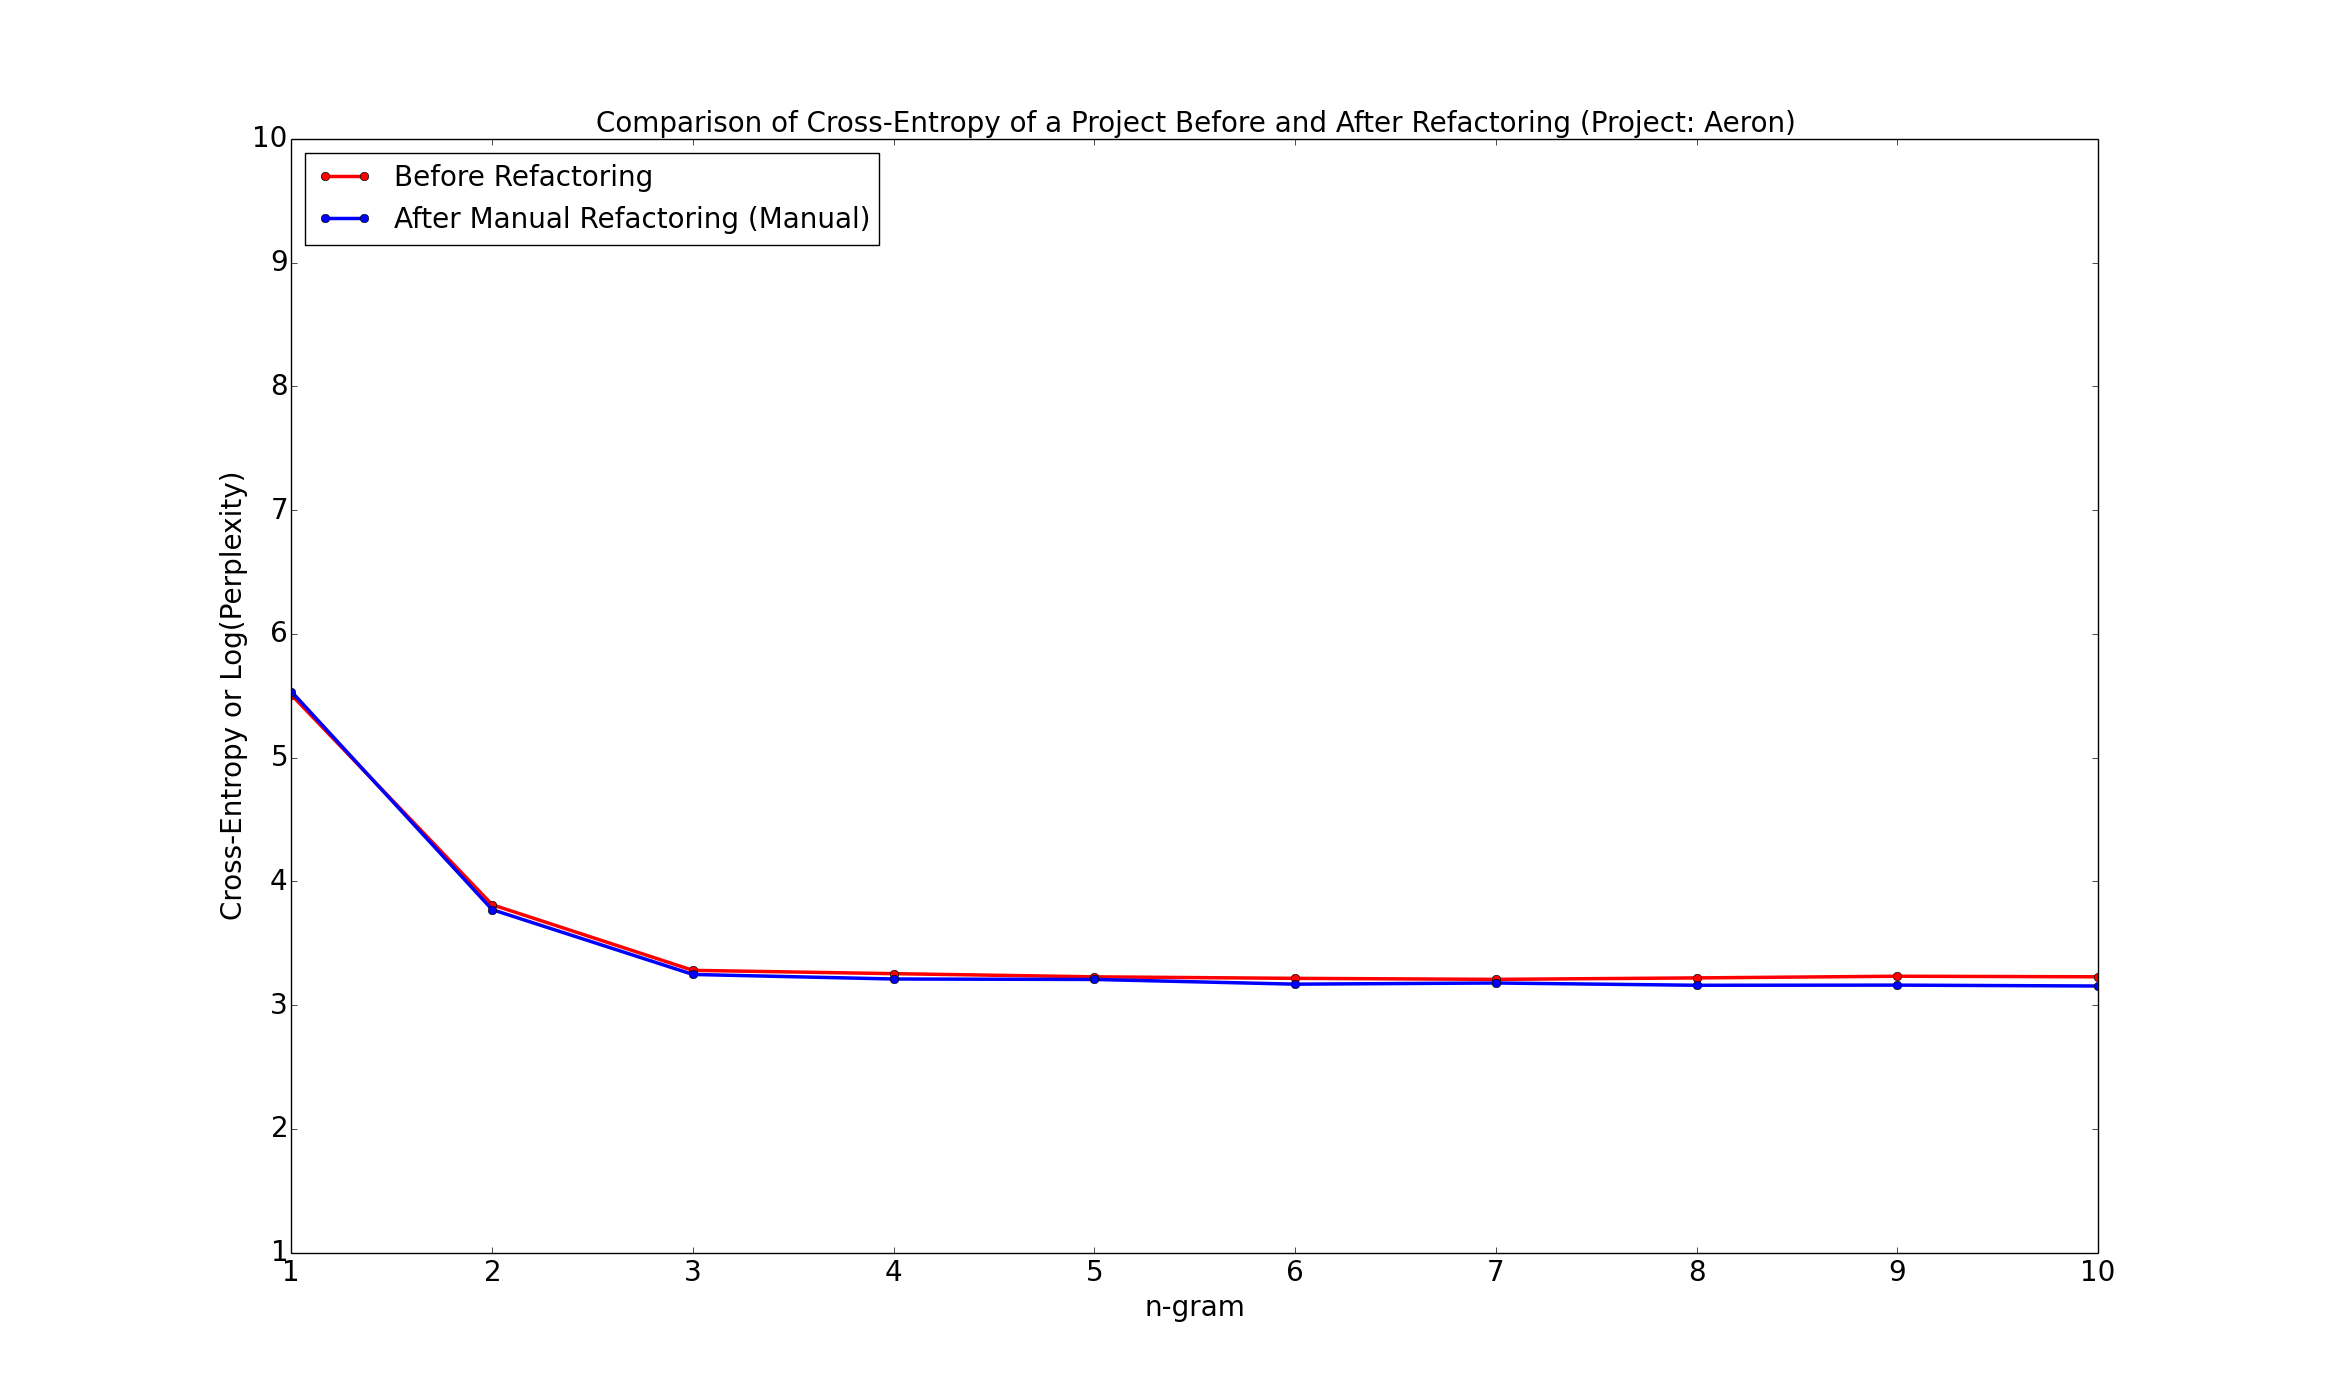 Comparison of Cross-Entropy of a Project Before and After Refactoring (Project: Aeron)
Before Refactoring
After Manual Refactoring (Manual)
10
9
8
7
6
5
4
3
2
1
Cross-Entropy or Log(Perplexity)
1 2 3 4 5 6 7 8 9 10
n-gram